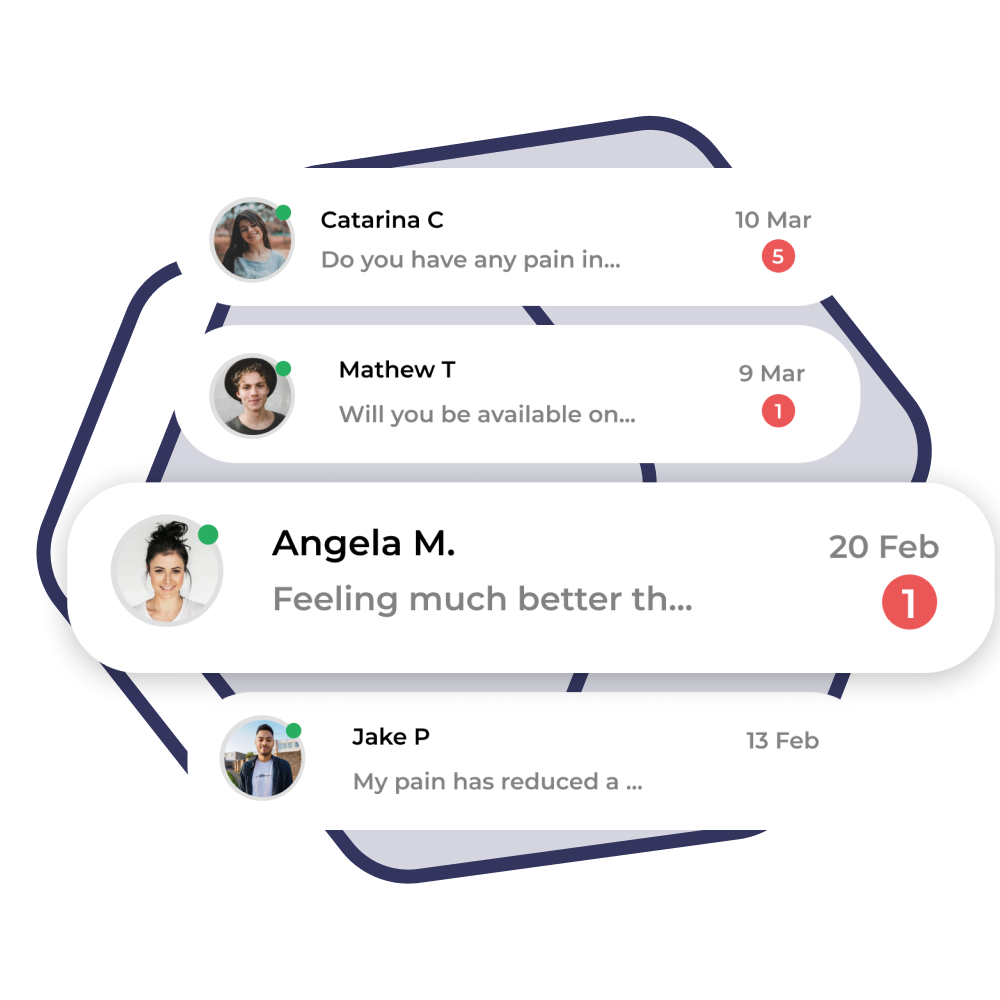 Catarina C
10 Mar
Do you have any pain in...
5
Mathew T
9 Mar
Will you be available on...
1
Angela M.
20 Feb
Feeling much better th...
1
Jake P
13 Feb
My pain has reduced a ...